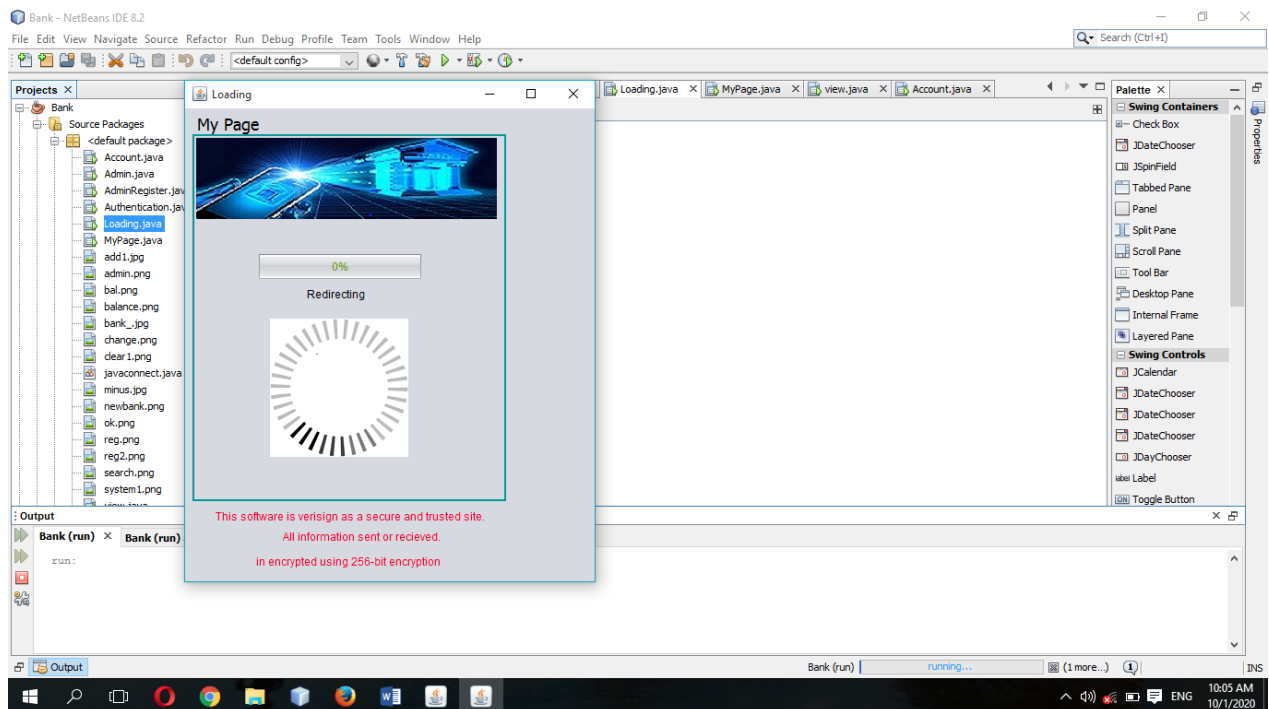 Bank - NetBeans IDE 8.2
File Edit View Navigate Source Refactor Run Debug Profile Team Tools Window Help
Search (Ctrl+I)
<default config>
Projects
Bank
Source Packages
<default package>
Account.java
Admin.java
AdminRegister.jav
Authentication.jav
Loading.java
MyPage.java
add1.jpg
admin.png
bal.png
balance.png
bank_.jpg
change.png
clear1.png
javaconnect.java
minus.jpg
newbank.png
ok.png
reg.png
reg2.png
search.png
system1.png
view.java
Loading
My Page
0%
Redirecting
This software is verisign as a secure and trusted site.
All information sent or recieved.
in encrypted using 256-bit encryption
Loading.java MyPage.java view.java Account.java
Palette
Swing Containers
Check Box
JDateChooser
JSpinField
Tabbed Pane
Panel
Split Pane
Scroll Pane
Tool Bar
Desktop Pane
Internal Frame
Layered Pane
Swing Controls
JCalendar
JDateChooser
JDateChooser
JDateChooser
JDayChooser
label Label
ON Toggle Button
Properties
Output
Bank (run) Bank (run)
run:
Output
Bank (run) running... (1 more...) 1 INS
ENG
10:05 AM
10/1/2020